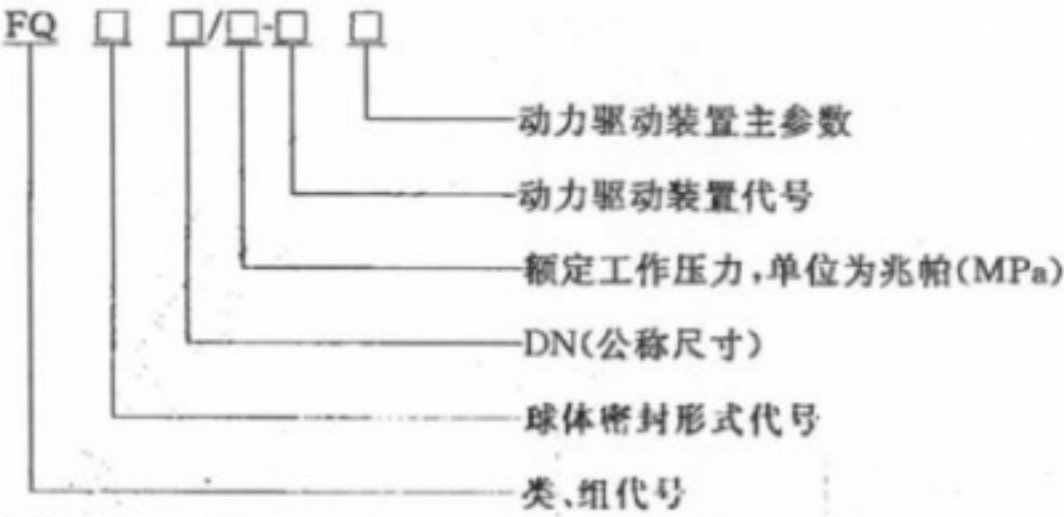 FQ □ □/□-□ □
动力驱动装置主参数
动力驱动装置代号
额定工作压力,单位为兆帕(MPa)
DN(公称尺寸)
球体密封形式代号
类、组代号